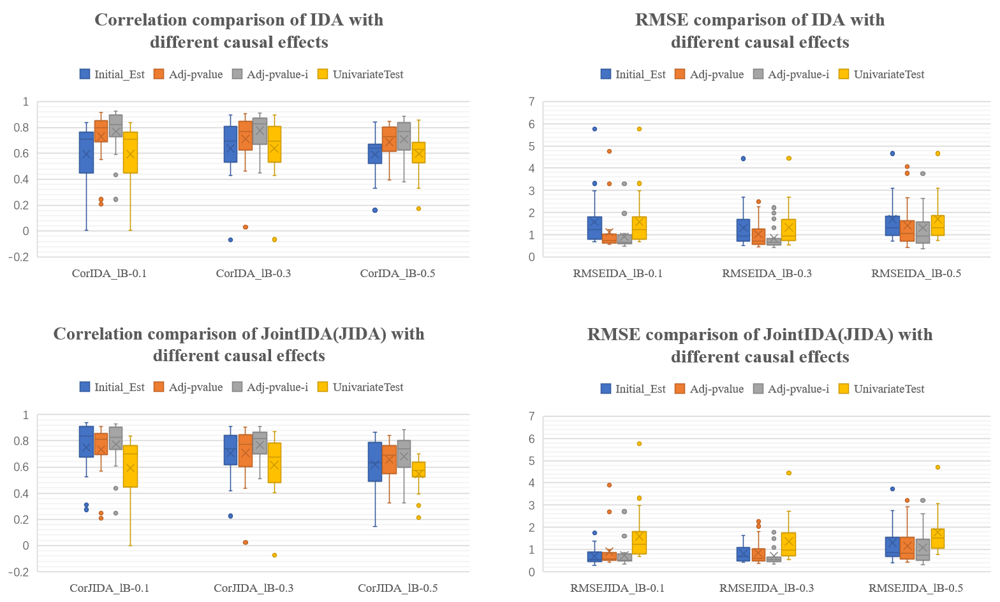 Correlation comparison of IDA with
different causal effects
Initial_Est Adj-pvalue Adj-pvalue-i UnivariateTest
1
0.8
0.6
0.4
0.2
0
-0.2
CorIDA_lB-0.1 CorIDA_lB-0.3 CorIDA_lB-0.5
RMSE comparison of IDA with
different causal effects
Initial_Est Adj-pvalue Adj-pvalue-i UnivariateTest
7
6
5
4
3
2
1
0
RMSEIDA_lB-0.1 RMSEIDA_lB-0.3 RMSEIDA_lB-0.5
Correlation comparison of JointIDA(JIDA) with
different causal effects
Initial_Est Adj-pvalue Adj-pvalue-i UnivariateTest
1
0.8
0.6
0.4
0.2
0
-0.2
CorJIDA_lB-0.1 CorJIDA_lB-0.3 CorJIDA_lB-0.5
RMSE comparison of JointIDA(JIDA) with
different causal effects
Initial_Est Adj-pvalue Adj-pvalue-i UnivariateTest
7
6
5
4
3
2
1
0
RMSEJIDA_lB-0.1 RMSEJIDA_lB-0.3 RMSEJIDA_lB-0.5